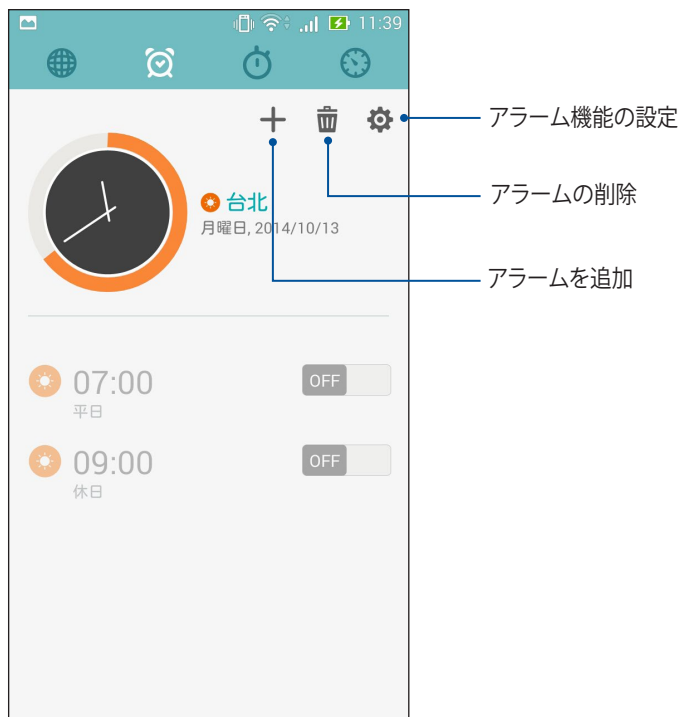 11:39
アラーム機能の設定
台北
月曜日, 2014/10/13
アラームの削除
アラームを追加
07:00
OFF
平日
09:00
OFF
休日